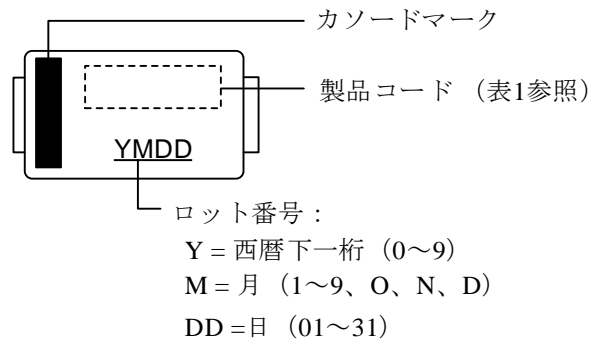 カソードマーク
製品コード （表1参照）
YMDD
ロット番号：
Y = 西暦下一桁（0～9）
M = 月（1～9、O、N、D）
DD =日（01～31）